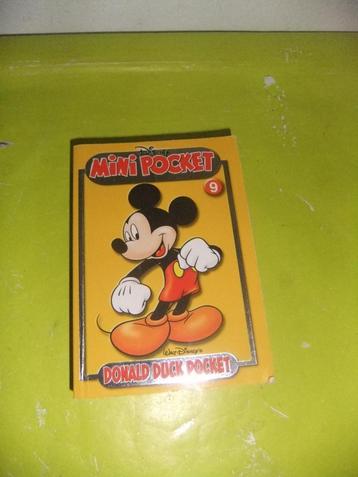 Disney
MINI POCKET
9
WALT DISNEY'S
DONALD DUCK POCKET